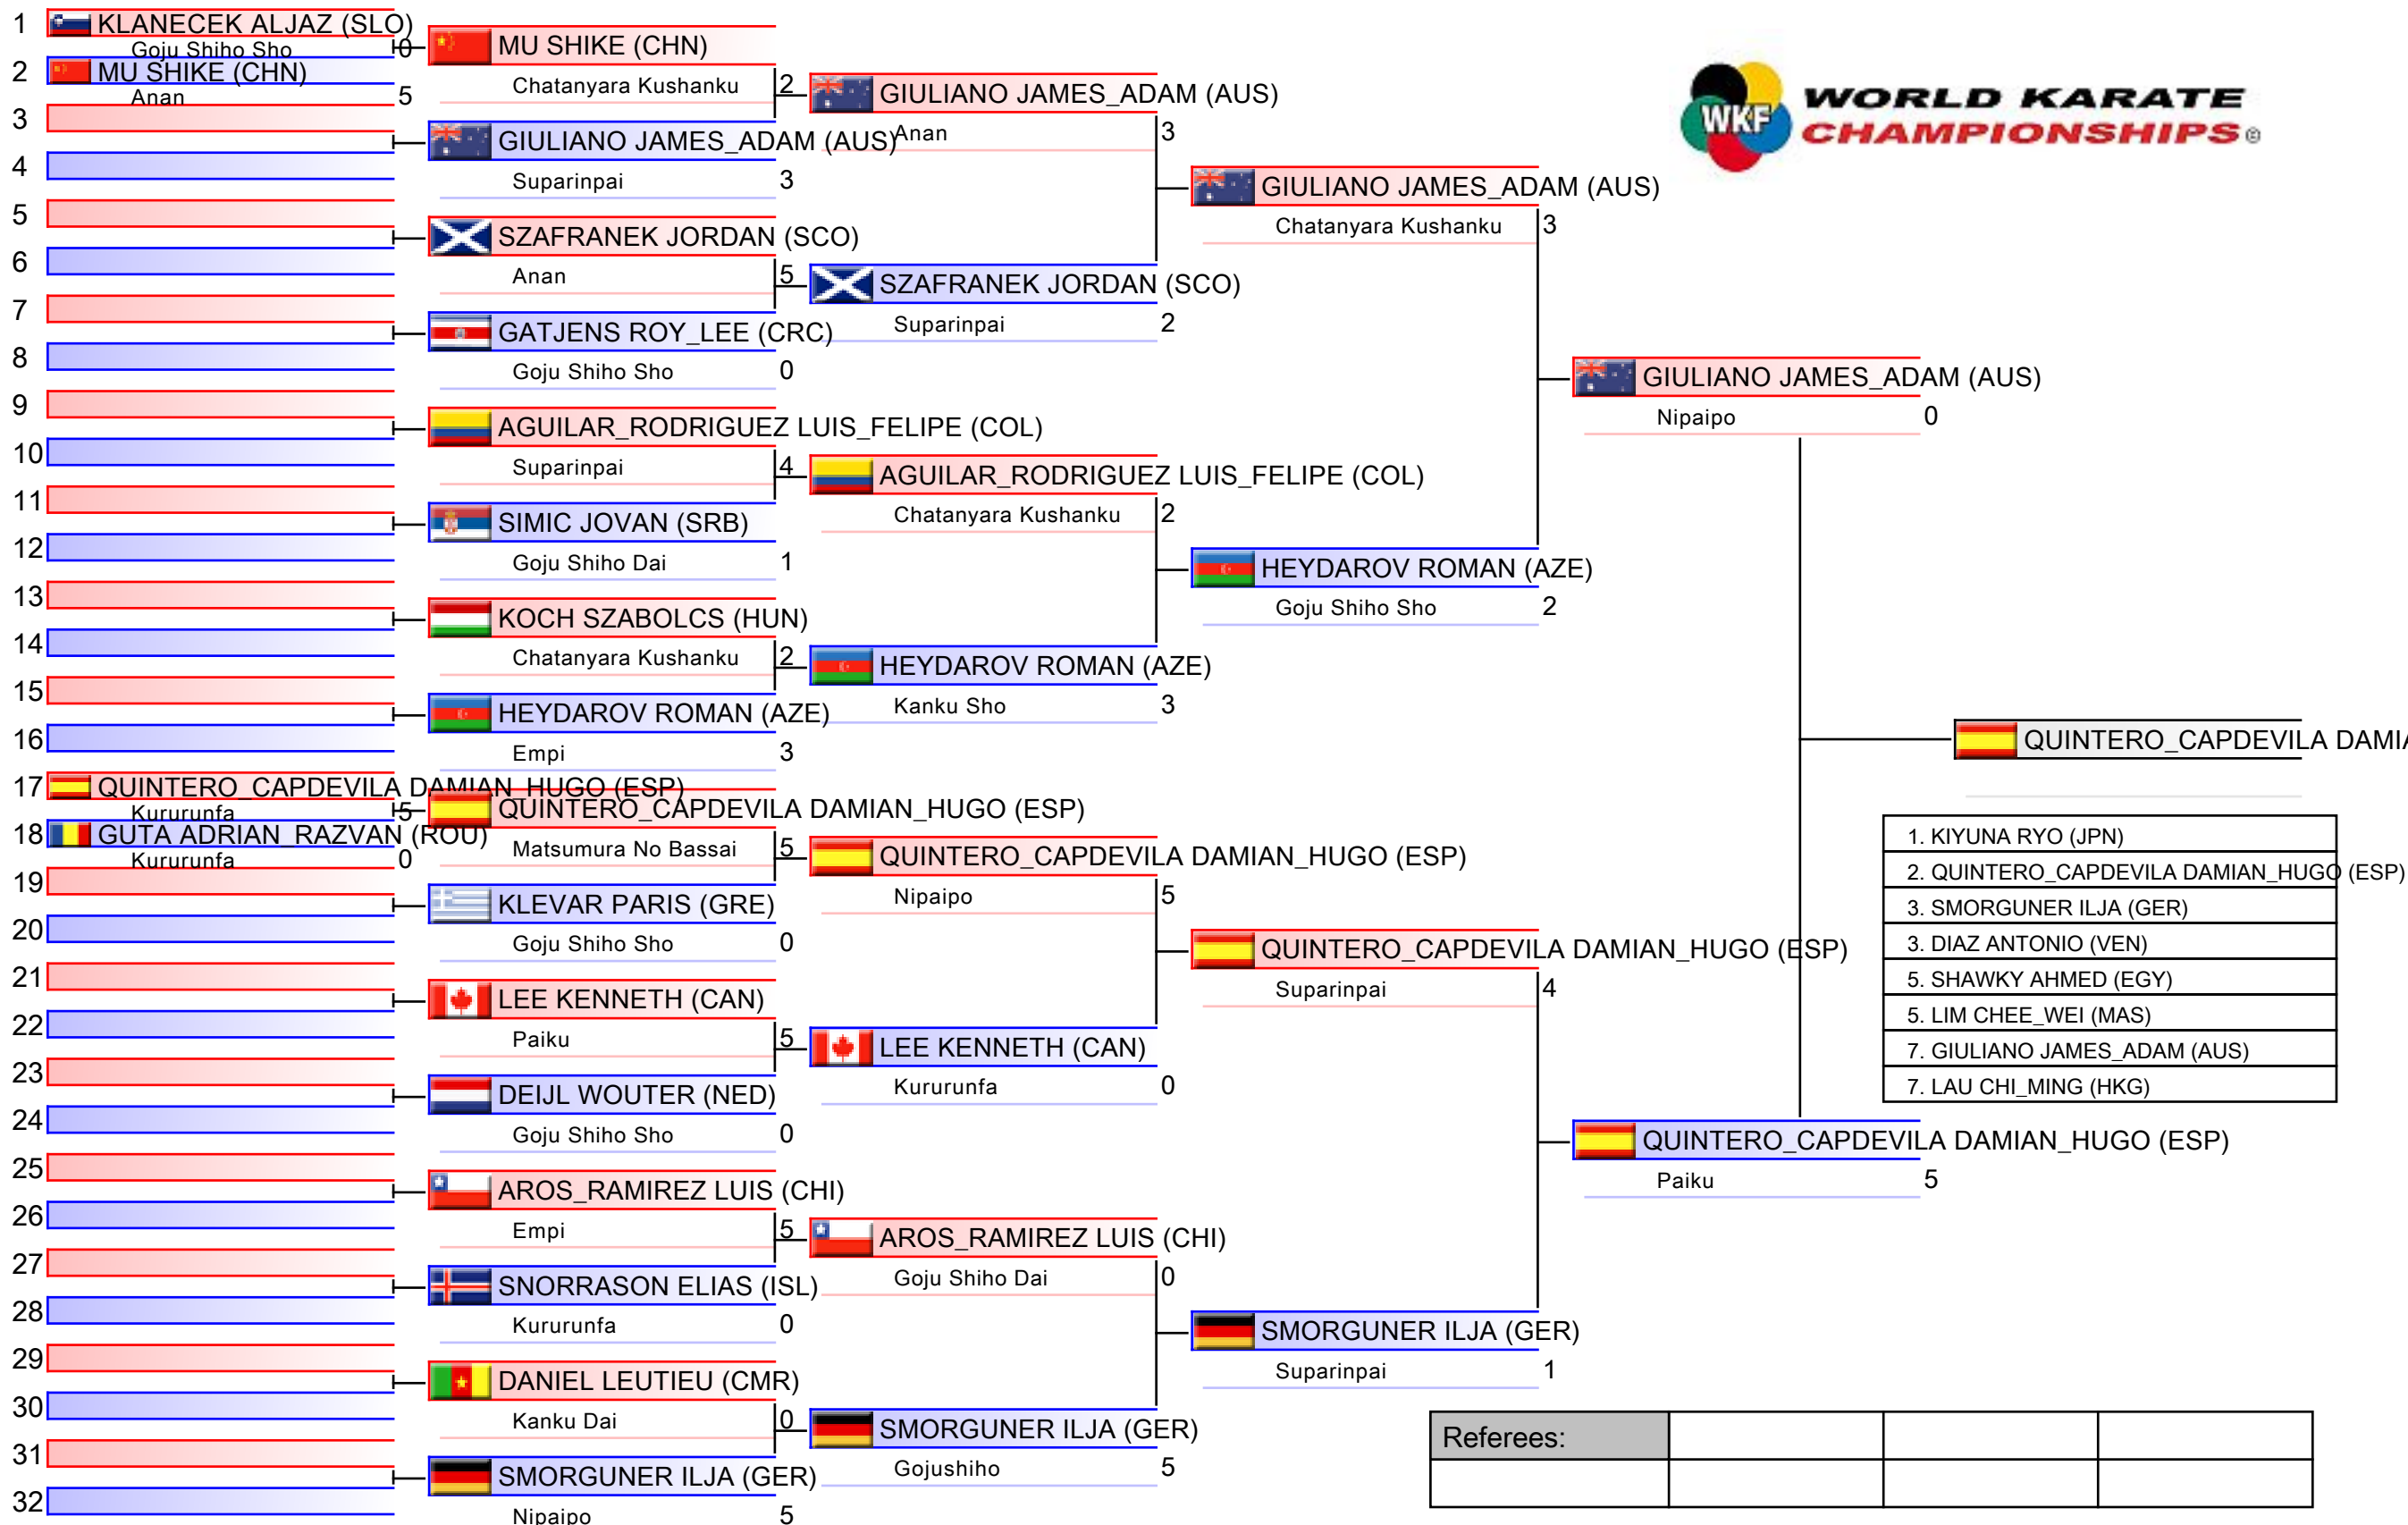 1 KLANECEK ALJAZ (SLO)
Goju Shiho Sho 0
2 MU SHIKE (CHN)
Anan 5
3
4
5
6
7
8
9
10
11
12
13
14
15
16
17 QUINTERO_CAPDEVILA DAMIAN_HUGO (ESP)
Kururunfa 5
18 GUTA ADRIAN_RAZVAN (ROU)
Kururunfa 0
19
20
21
22
23
24
25
26
27
28
29
30
31
32
MU SHIKE (CHN)
Chatanyara Kushanku 2
GIULIANO JAMES_ADAM (AUS)
Suparinpai 3
SZAFRANEK JORDAN (SCO)
Anan 5
GATJENS ROY_LEE (CRC)
Goju Shiho Sho 0
AGUILAR_RODRIGUEZ LUIS_FELIPE (COL)
Suparinpai 4
SIMIC JOVAN (SRB)
Goju Shiho Dai 1
KOCH SZABOLCS (HUN)
Chatanyara Kushanku 2
HEYDAROV ROMAN (AZE)
Empi 3
QUINTERO_CAPDEVILA DAMIAN_HUGO (ESP)
Matsumura No Bassai 5
KLEVAR PARIS (GRE)
Goju Shiho Sho 0
LEE KENNETH (CAN)
Paiku 5
DEIJL WOUTER (NED)
Goju Shiho Sho 0
AROS_RAMIREZ LUIS (CHI)
Empi 5
SNORRASON ELIAS (ISL)
Kururunfa 0
DANIEL LEUTIEU (CMR)
Kanku Dai 0
SMORGUNER ILJA (GER)
Nipaipo 5
GIULIANO JAMES_ADAM (AUS)
Anan 3
SZAFRANEK JORDAN (SCO)
Suparinpai 2
AGUILAR_RODRIGUEZ LUIS_FELIPE (COL)
Chatanyara Kushanku 2
HEYDAROV ROMAN (AZE)
Kanku Sho 3
QUINTERO_CAPDEVILA DAMIAN_HUGO (ESP)
Nipaipo 5
LEE KENNETH (CAN)
Kururunfa 0
AROS_RAMIREZ LUIS (CHI)
Goju Shiho Dai 0
SMORGUNER ILJA (GER)
Gojushiho 5
GIULIANO JAMES_ADAM (AUS)
Chatanyara Kushanku 3
HEYDAROV ROMAN (AZE)
Goju Shiho Sho 2
QUINTERO_CAPDEVILA DAMIAN_HUGO (ESP)
Suparinpai 4
SMORGUNER ILJA (GER)
Suparinpai 1
GIULIANO JAMES_ADAM (AUS)
Nipaipo 0
QUINTERO_CAPDEVILA DAMIAN_HUGO (ESP)
Paiku 5
WKF
WORLD KARATE
CHAMPIONSHIPS ®
QUINTERO_CAPDEVILA DAMI
1. KIYUNA RYO (JPN)
2. QUINTERO_CAPDEVILA DAMIAN_HUGO (ESP)
3. SMORGUNER ILJA (GER)
3. DIAZ ANTONIO (VEN)
5. SHAWKY AHMED (EGY)
5. LIM CHEE_WEI (MAS)
7. GIULIANO JAMES_ADAM (AUS)
7. LAU CHI_MING (HKG)
Referees: